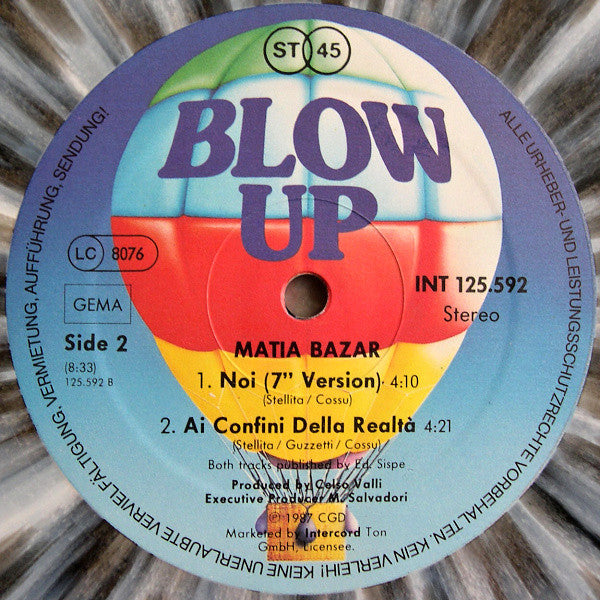 ST 45
BLOW
UP
LC 8076
GEMA
INT 125.592
Stereo
Side 2
(8:33)
125.592 B
MATIA BAZAR
1. Noi (7" Version) · 4:10
(Stellita / Cossu)
2. Ai Confini Della Realtà 4:21
(Stellita / Guzzetti / Cossu)
Both tracks published by Ed. Sispe
Produced by Celso Valli
Executive Producer M. Salvadori
© 1987 CGD
Marketed by Intercord Ton
GmbH, Licensee.
ALLE URHEBER- UND LEISTUNGSSCHUTZRECHTE VORBEHALTEN. KEIN VERLEIH! KEINE UNERLAUBTE VERVIELFÄLTIGUNG, VERMIETUNG, AUFFÜHRUNG, SENDUNG!